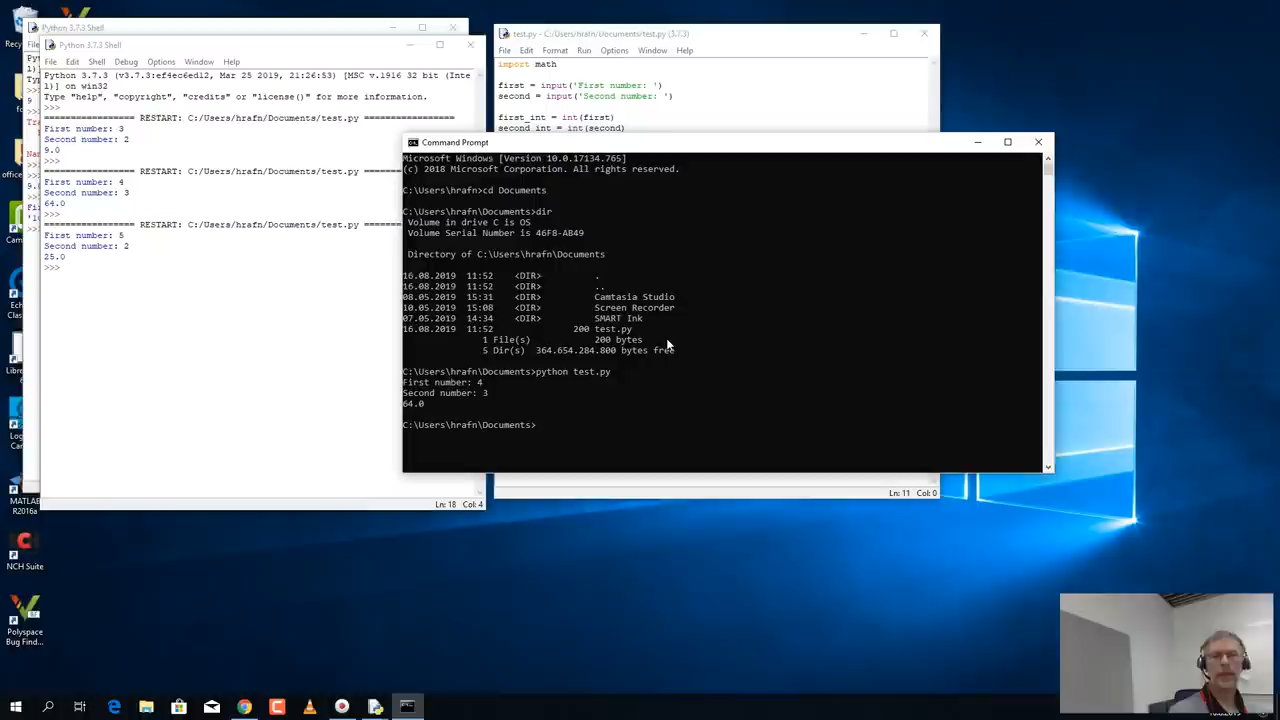 Python 3.7.3 Shell
Python 3.7.3 Shell
File Edit Shell Debug Options Window Help
Python 3.7.3 (v3.7.3:ef4ec6ed12, Mar 25 2019, 21:26:53) [MSC v.1916 32 bit (Inte
l)] on win32
Type "help", "copyright", "credits" or "license()" for more information.
>>>
================= RESTART: C:/Users/hrafn/Documents/test.py =================
First number: 3
Second number: 2
9.0
>>>
================= RESTART: C:/Users/hrafn/Documents/test.py
First number: 4
Second number: 3
64.0
>>>
================= RESTART: C:/Users/hrafn/Documents/test.py ====
First number: 5
Second number: 2
25.0
>>>
Ln: 18 Col: 4
test.py - C:/Users/hrafn/Documents/test.py (3.7.3)
File Edit Format Run Options Window Help
import math
first = input('First number: ')
second = input('Second number: ')
first_int = int(first)
second_int = int(second)
Ln: 11 Col: 0
Command Prompt
Microsoft Windows [Version 10.0.17134.765]
(c) 2018 Microsoft Corporation. All rights reserved.
C:\Users\hrafn>cd Documents
C:\Users\hrafn\Documents>dir
Volume in drive C is OS
Volume Serial Number is 46F8-AB49
Directory of C:\Users\hrafn\Documents
16.08.2019 11:52 <DIR> .
16.08.2019 11:52 <DIR> ..
08.05.2019 15:31 <DIR> Camtasia Studio
10.05.2019 15:08 <DIR> Screen Recorder
07.05.2019 14:34 <DIR> SMART Ink
16.08.2019 11:52 200 test.py
1 File(s) 200 bytes
5 Dir(s) 364.654.284.800 bytes free
C:\Users\hrafn\Documents>python test.py
First number: 4
Second number: 3
64.0
C:\Users\hrafn\Documents>
MATLAB
R2016a
NCH Suite
Polyspace
Bug Find...